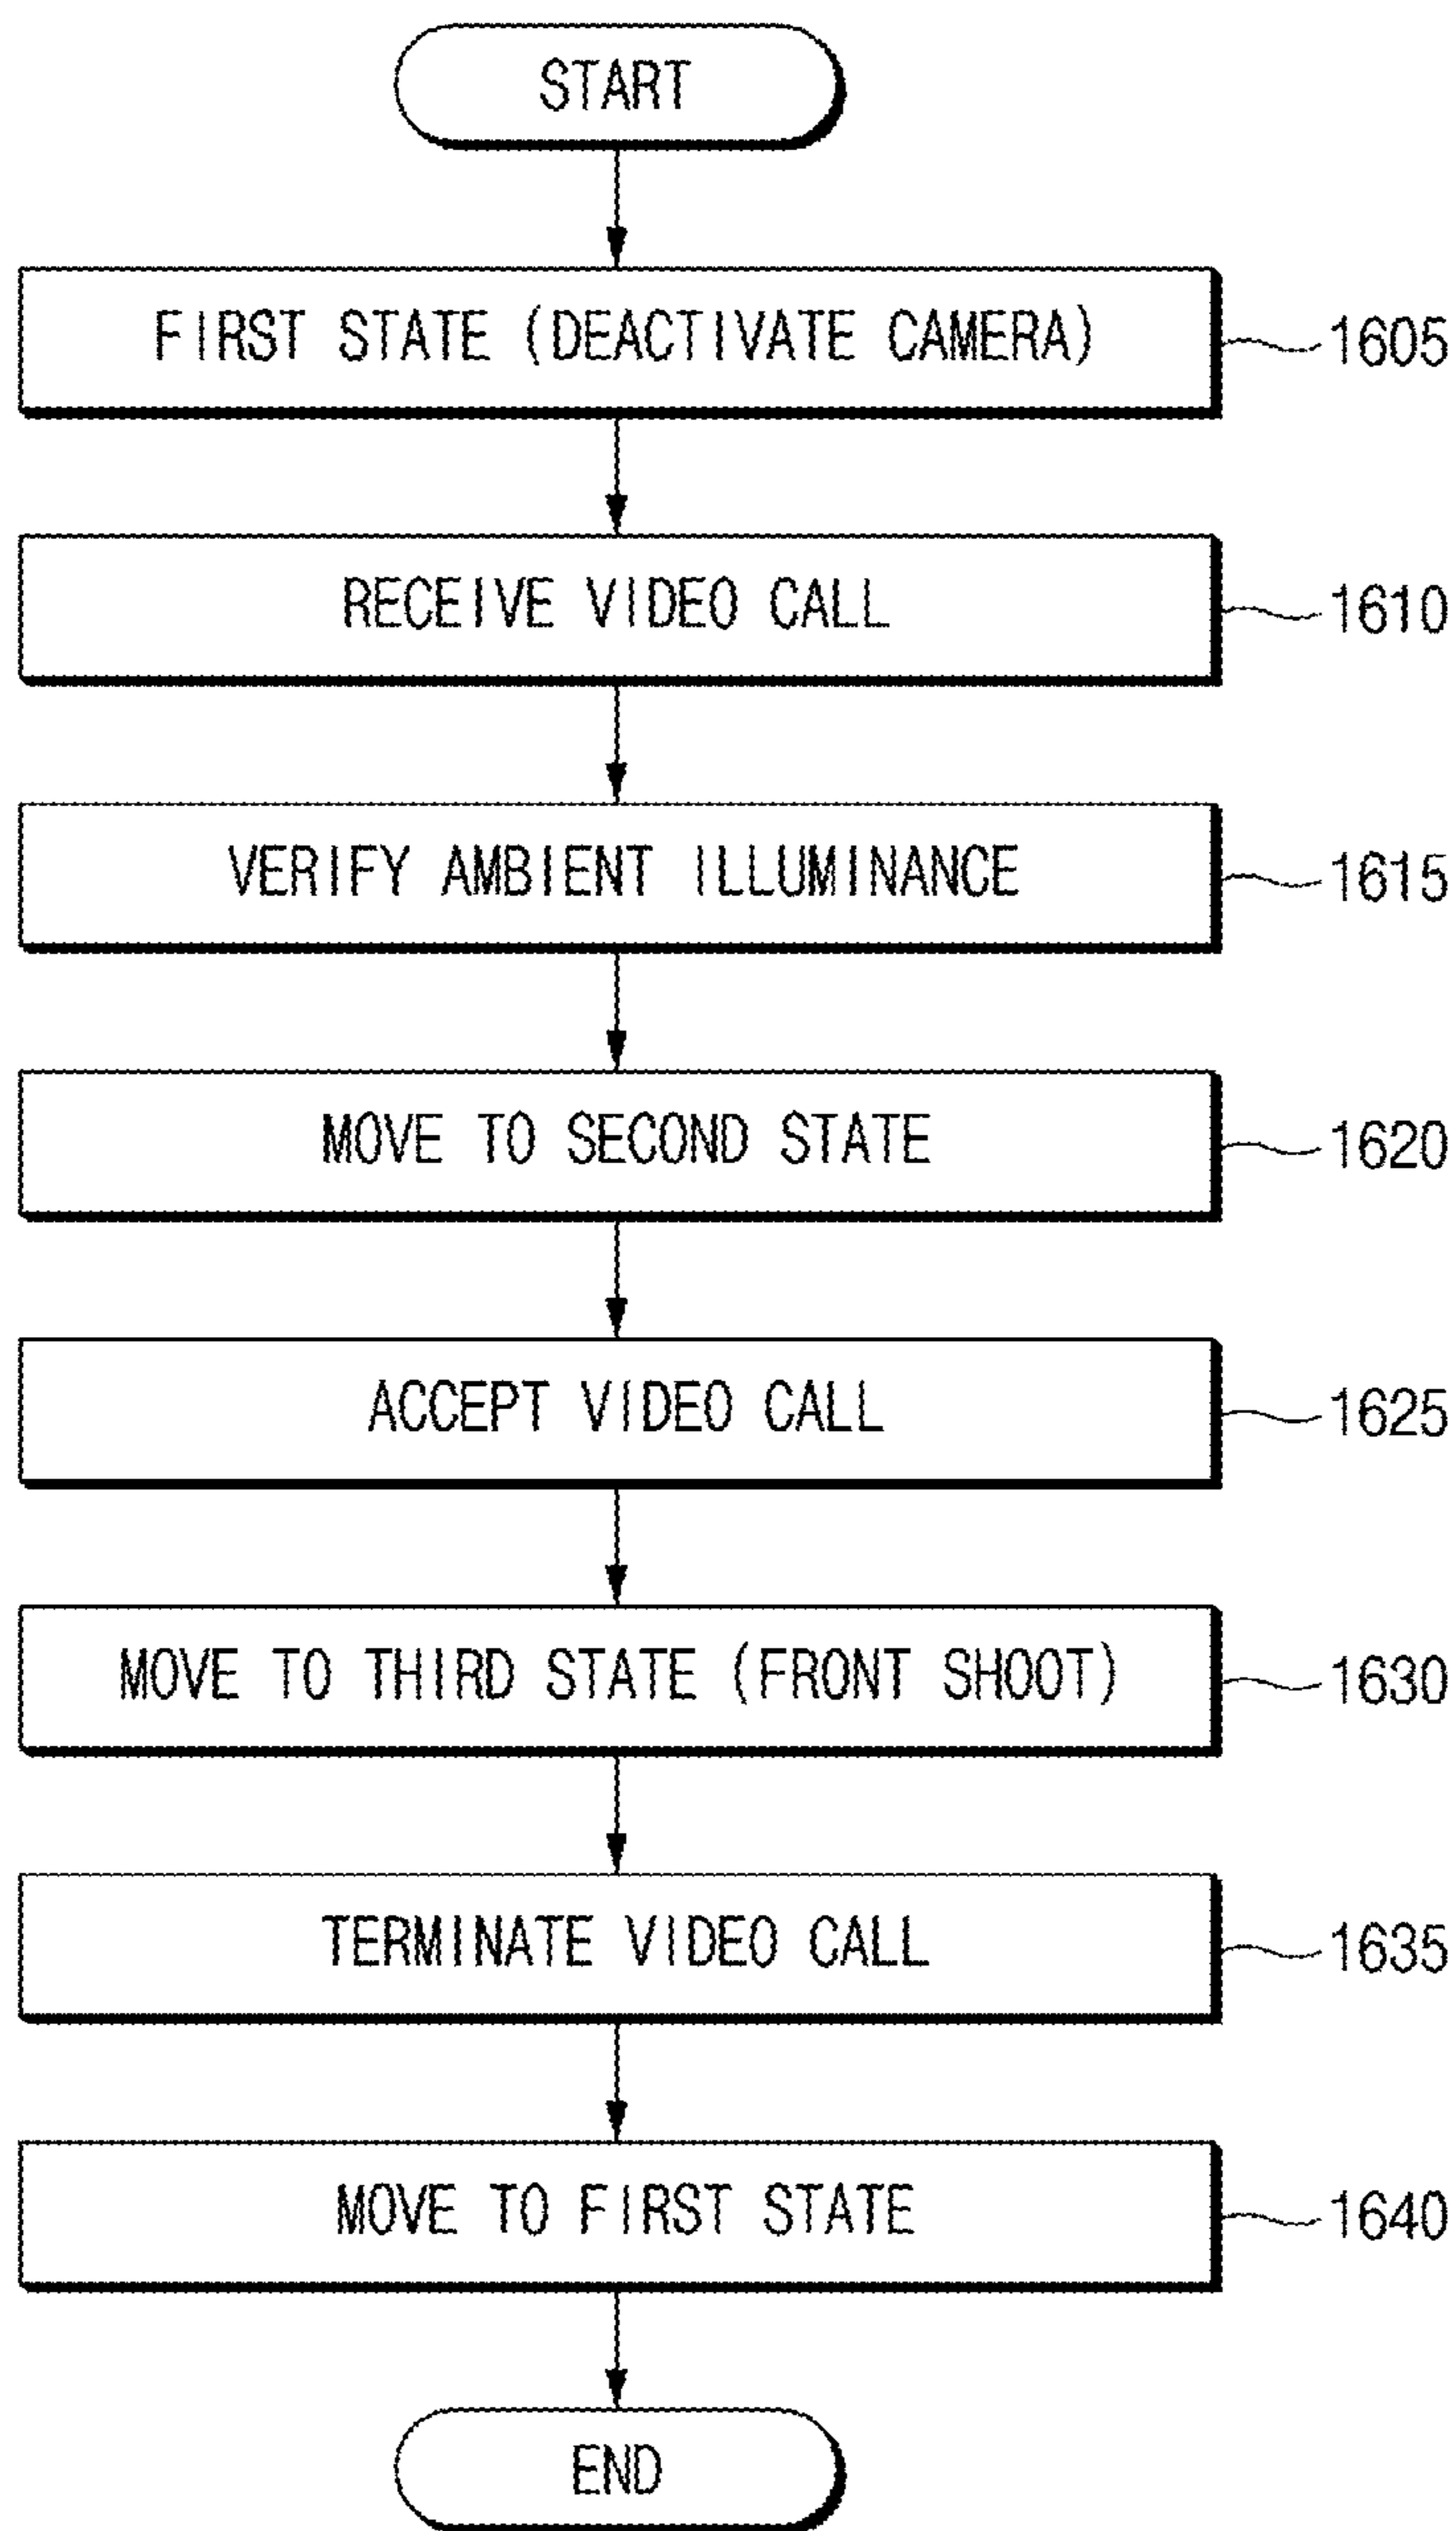 START
FIRST STATE (DEACTIVATE CAMERA)
1605
RECEIVE VIDEO CALL
1610
VERIFY AMBIENT ILLUMINANCE
1615
MOVE TO SECOND STATE
1620
ACCEPT VIDEO CALL
1625
MOVE TO THIRD STATE (FRONT SHOOT)
1630
TERMINATE VIDEO CALL
1635
MOVE TO FIRST STATE
1640
END